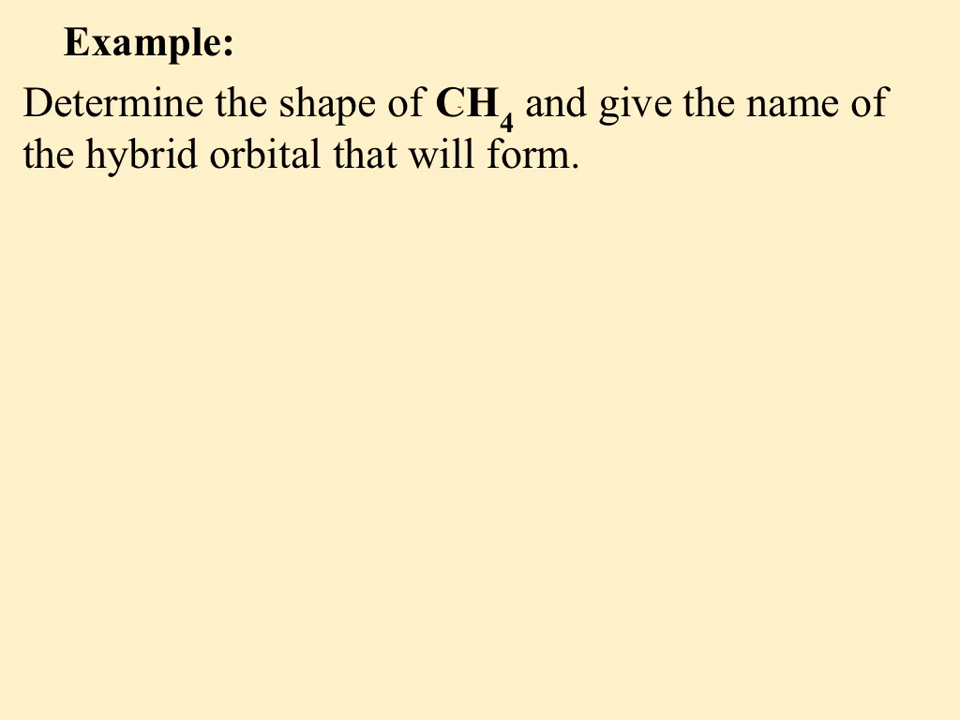 Example:
Determine the shape of CH₄ and give the name of
the hybrid orbital that will form.